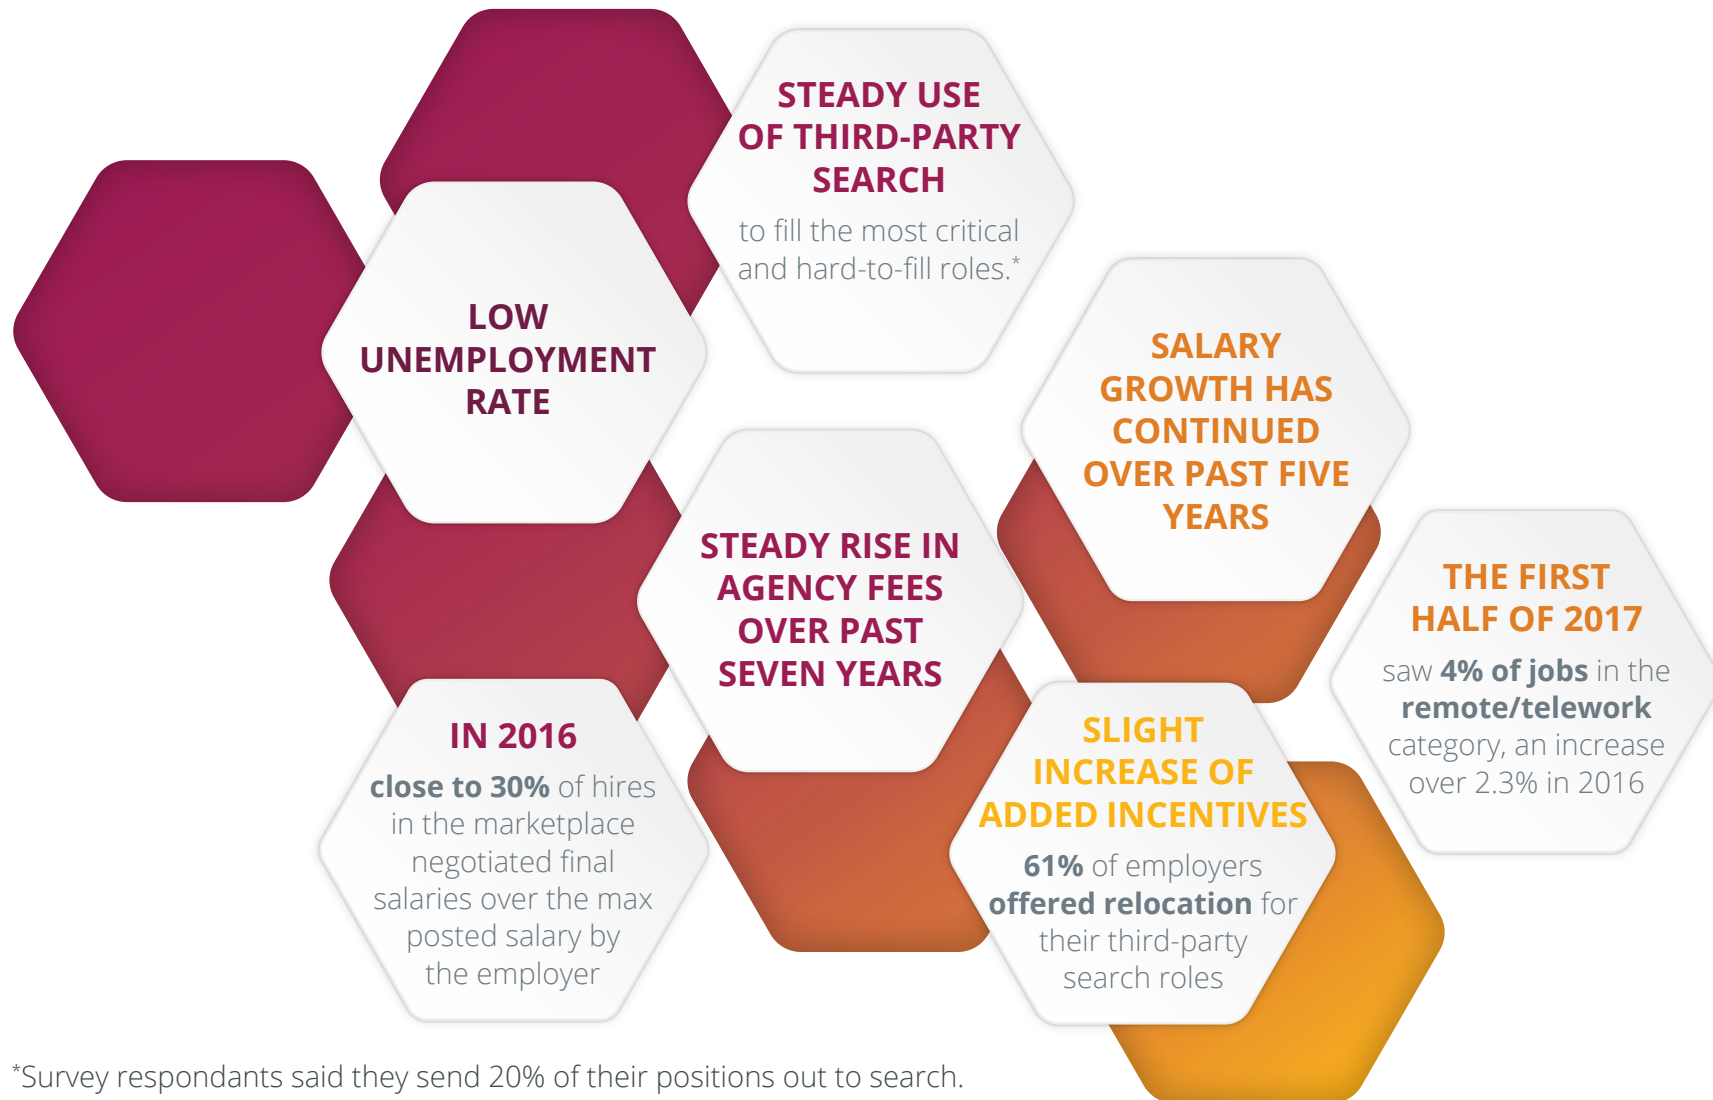 STEADY USE
OF THIRD-PARTY
SEARCH
to fill the most critical
and hard-to-fill roles.*
LOW
UNEMPLOYMENT
RATE
SALARY
GROWTH HAS
CONTINUED
OVER PAST FIVE
YEARS
STEADY RISE IN
AGENCY FEES
OVER PAST
SEVEN YEARS
THE FIRST
HALF OF 2017
saw 4% of jobs in the
remote/telework
category, an increase
over 2.3% in 2016
IN 2016
close to 30% of hires
in the marketplace
negotiated final
salaries over the max
posted salary by
the employer
SLIGHT
INCREASE OF
ADDED INCENTIVES
61% of employers
offered relocation for
their third-party
search roles
*Survey respondants said they send 20% of their positions out to search.